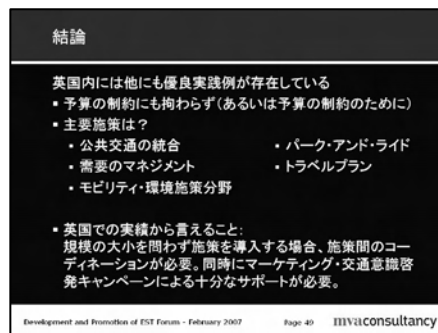 結論
英国内には他にも優良実践例が存在している
▪ 予算の制約にも拘わらず(あるいは予算の制約のために)
▪ 主要施策は?
▪ 公共交通の統合
▪ 需要のマネジメント
▪ モビリティ・環境施策分野
▪ パーク・アンド・ライド
▪ トラベルプラン
▪ 英国での実績から言えること:
規模の大小を問わず施策を導入する場合、施策間のコー
ディネーションが必要。同時にマーケティング・交通意識啓
発キャンペーンによる十分なサポートが必要。
Development and Promotion of EST Forum - February 2007
Page 49
mvaconsultancy